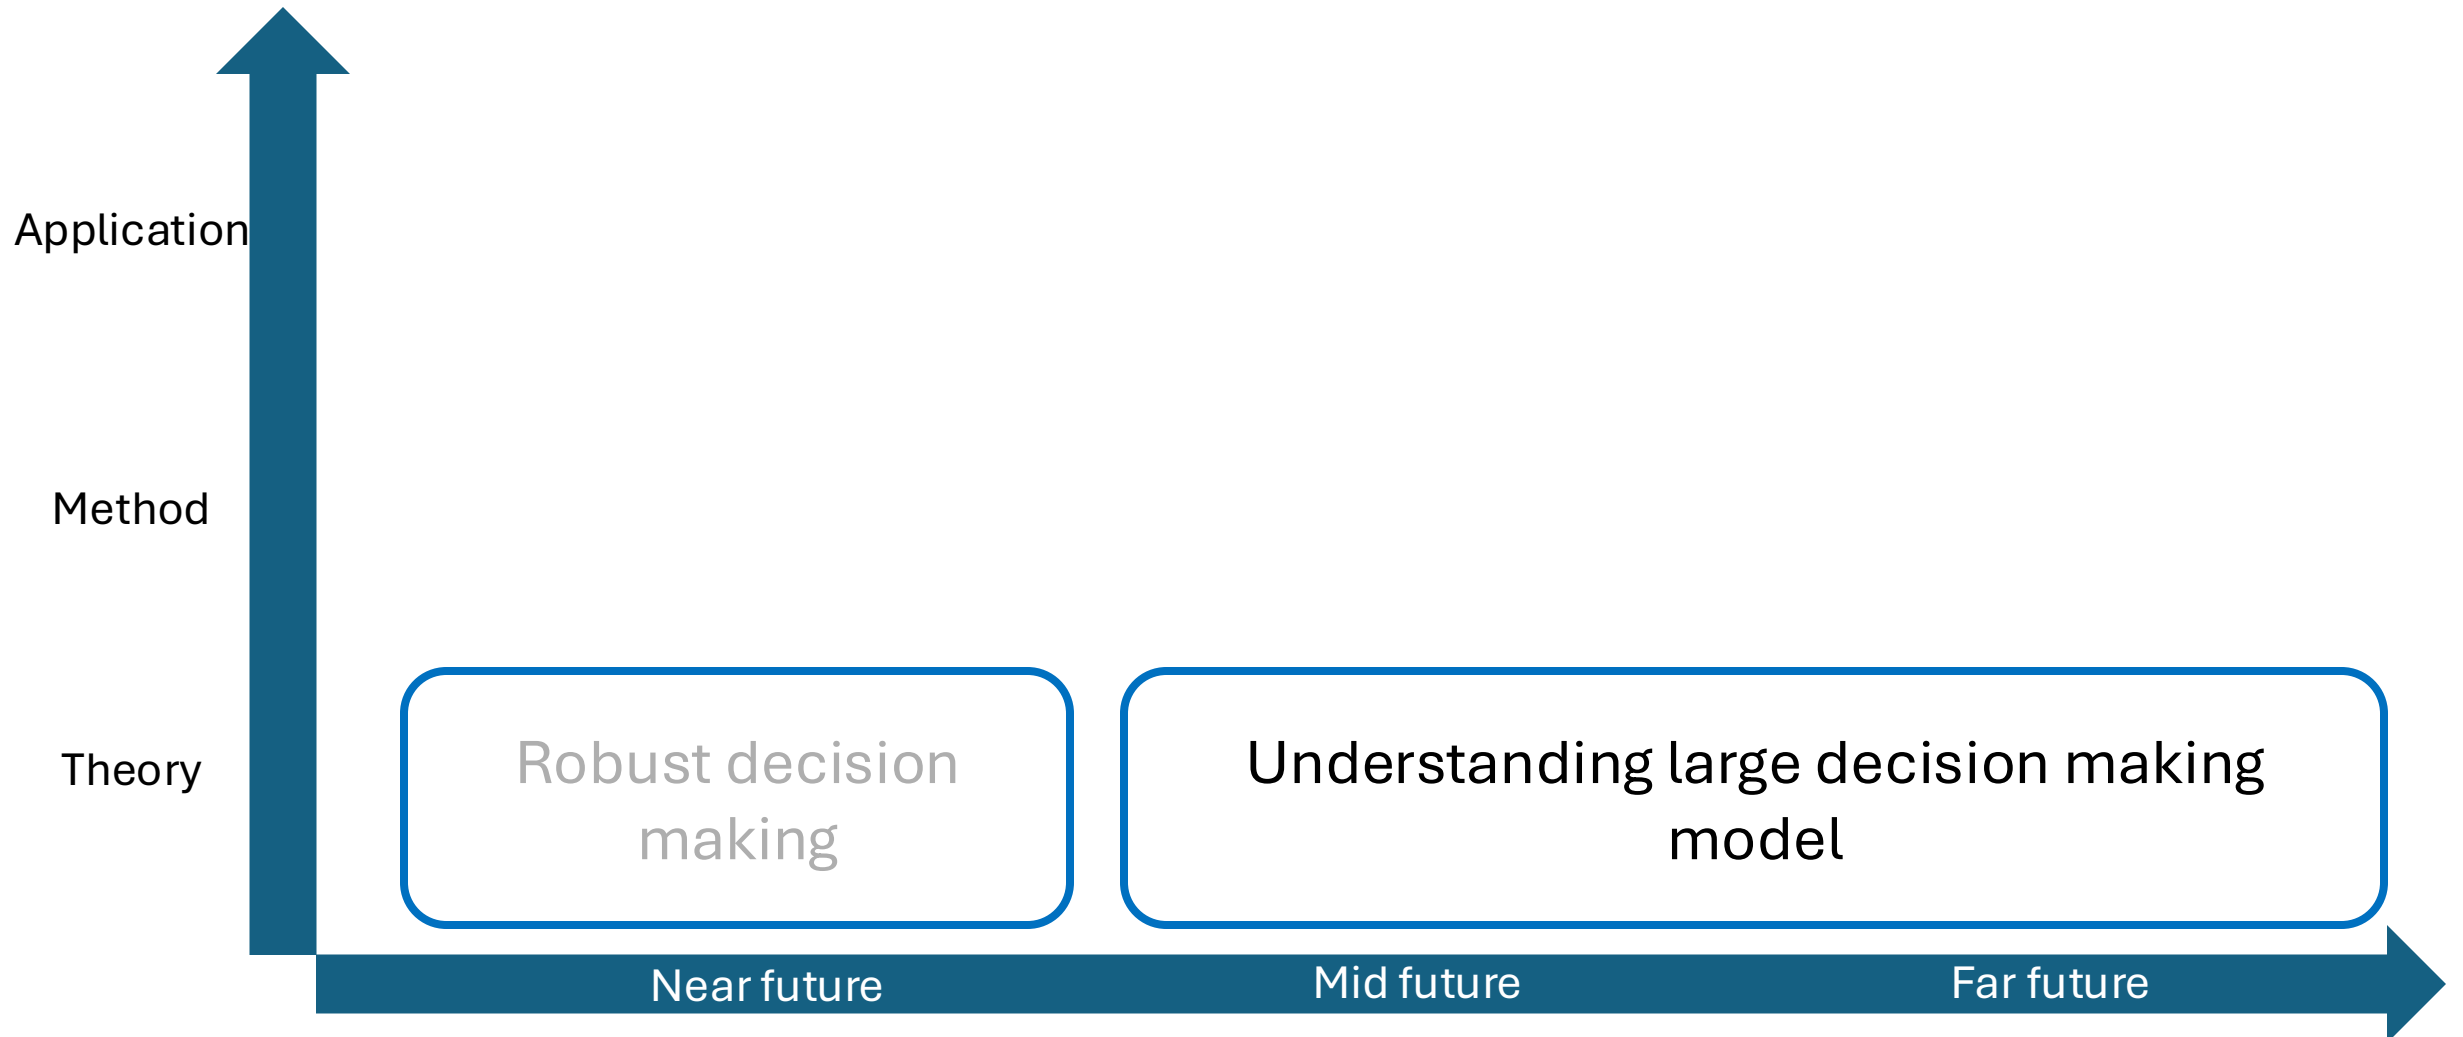 Application
Method
Theory
Robust decision
making
Understanding large decision making
model
Near future
Mid future
Far future